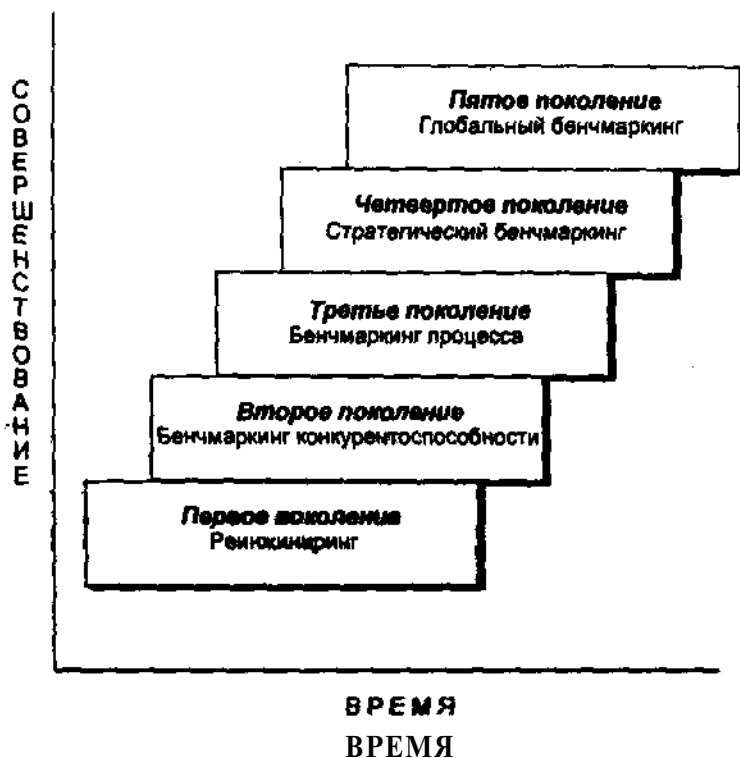 СОВЕРШЕНСТВОВАНИЕ
Пятое поколение
Глобальный бенчмаркинг
Четвертое поколение
Стратегический бенчмаркинг
Третье поколение
Бенчмаркинг процесса
Второе поколение
Бенчмаркинг конкурентоспособности
Первое поколение
Реинжиниринг
ВРЕМЯ
ВРЕМЯ